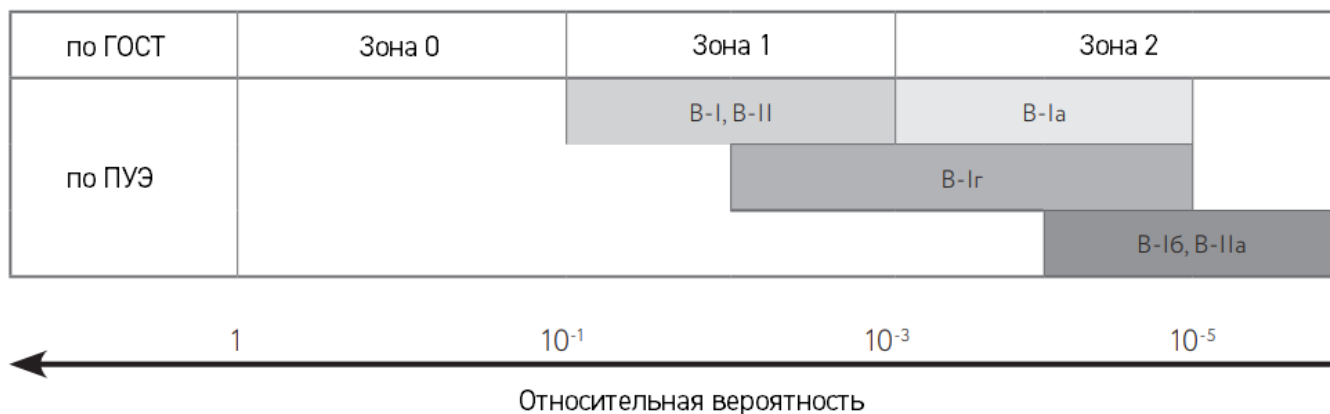 по ГОСТ Зона 0 Зона 1 Зона 2
по ПУЭ
В-I, В-II В-Iа
В-Iг
В-Iб, В-IIа
1 10⁻¹ 10⁻³ 10⁻⁵
Относительная вероятность